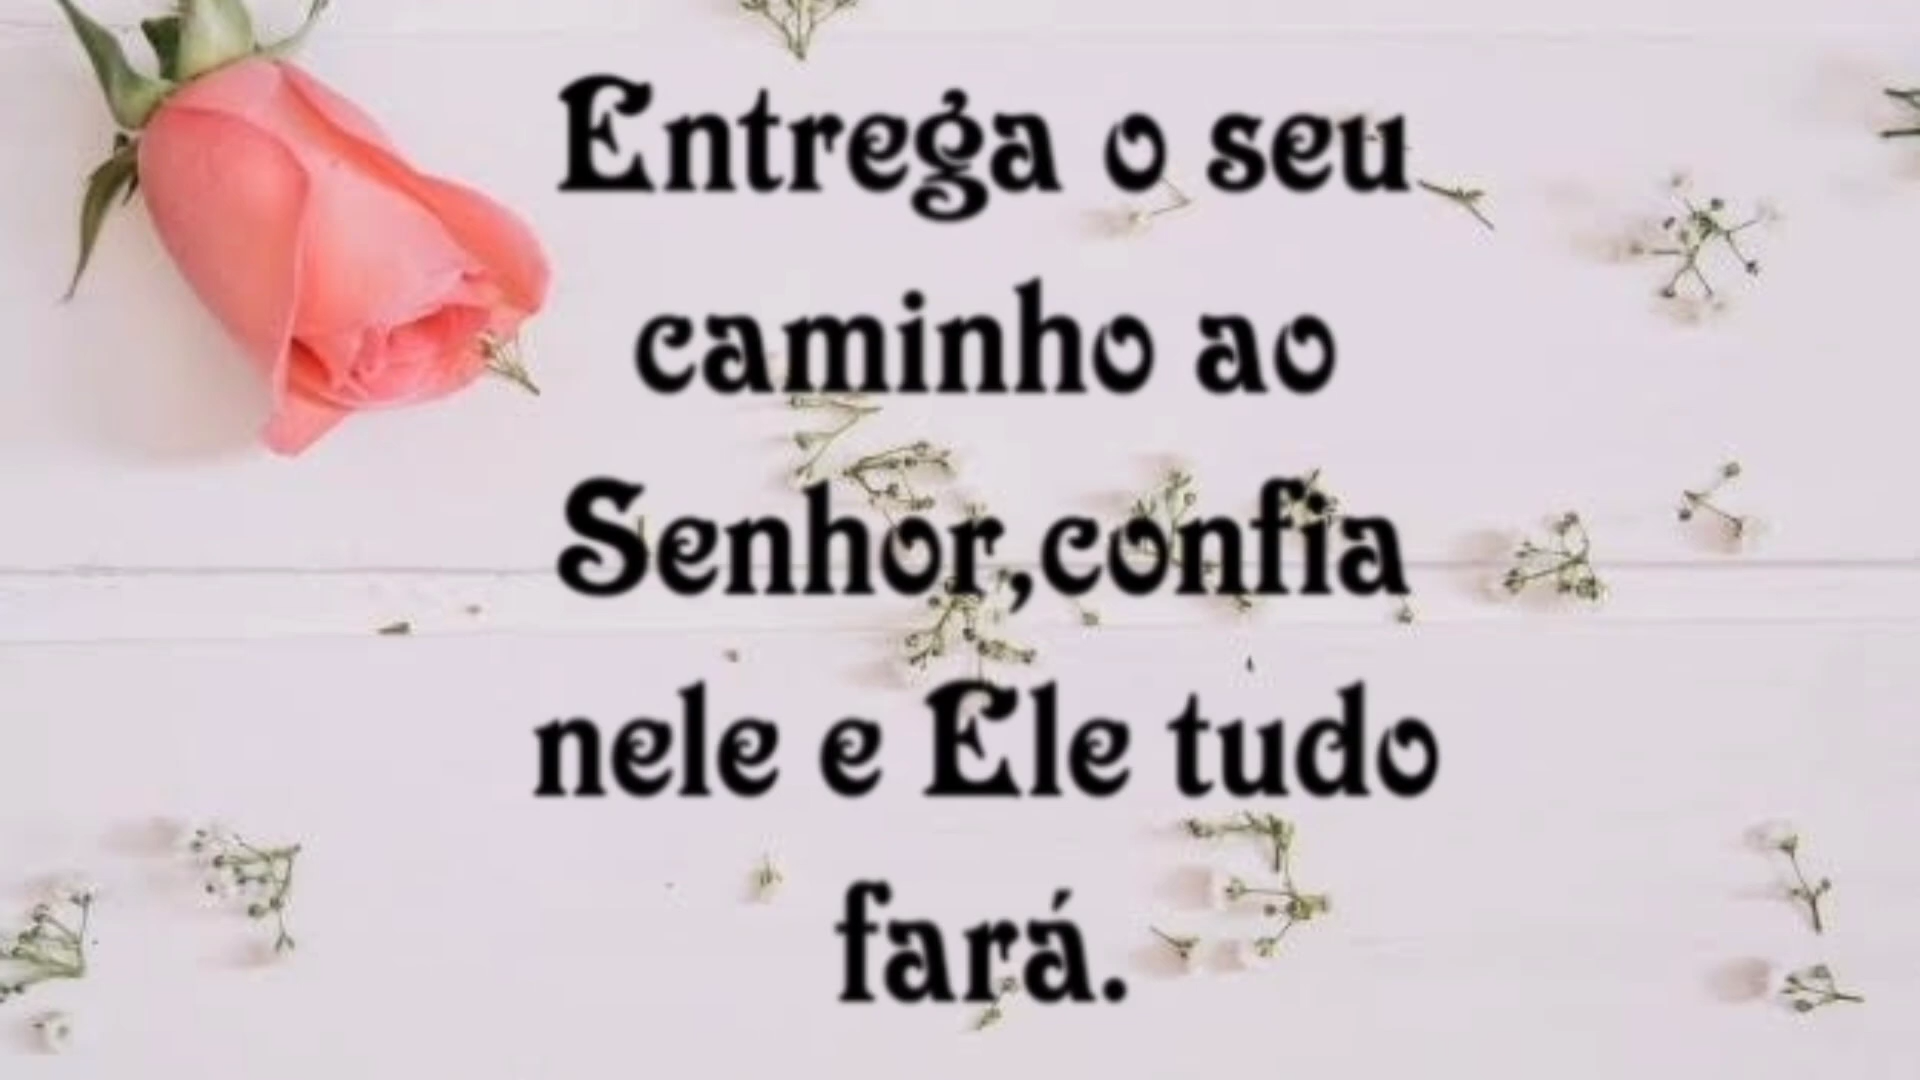 Entrega o seu
caminho ao
Senhor,confia
nele e Ele tudo
fará.